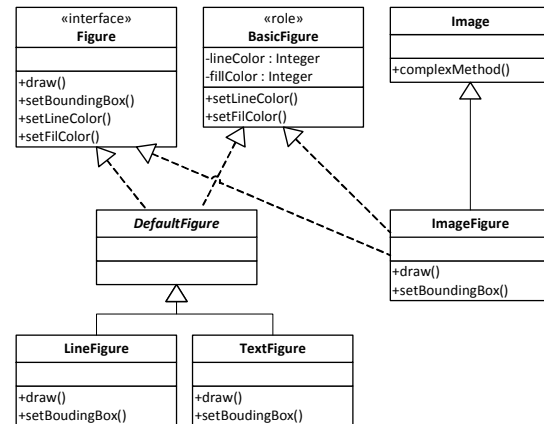 «interface»
Figure
+draw()
+setBoundingBox()
+setLineColor()
+setFilColor()
«role»
BasicFigure
-lineColor : Integer
-fillColor : Integer
+setLineColor()
+setFilColor()
Image
+complexMethod()
DefaultFigure
ImageFigure
+draw()
+setBoundingBox()
LineFigure
+draw()
+setBoudingBox()
TextFigure
+draw()
+setBoudingBox()